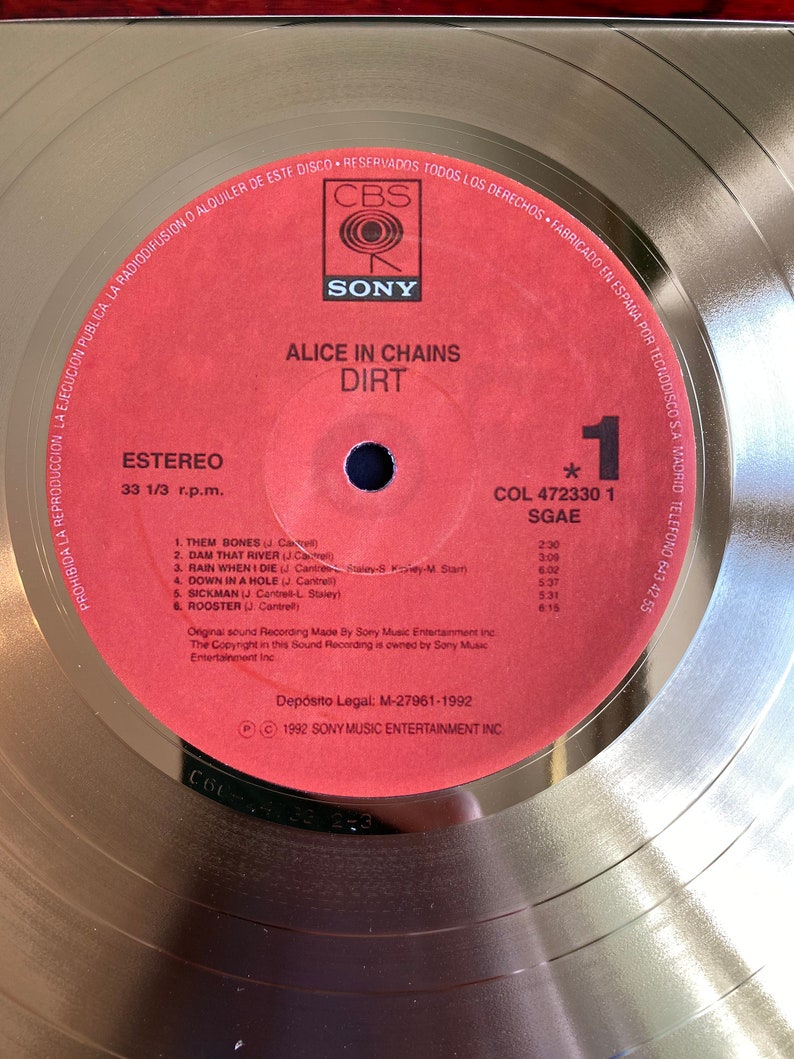 PROHIBIDA LA REPRODUCCION. LA EJECUCION PUBLICA. LA RADIODIFUSION O ALQUILER DE ESTE DISCO • RESERVADOS TODOS LOS DERECHOS • FABRICADO EN ESPAÑA POR TECNODISCO S.A. MADRID TELEFONO 643 42 55
CBS
SONY
ALICE IN CHAINS
DIRT
ESTEREO
* 1
33 1/3 r.p.m.
COL 472330 1
SGAE
1. THEM BONES (J. Cantrell) 2:30
2. DAM THAT RIVER (J.Cantrell) 3:09
3. RAIN WHEN I DIE (J. Cantrell-L. Staley-S. Kinney-M. Starr) 6:02
4. DOWN IN A HOLE (J. Cantrell) 5:37
5. SICKMAN (J. Cantrell-L. Staley) 5:31
6. ROOSTER (J. Cantrell) 6:15
Original sound Recording Made By Sony Music Entertainment Inc.
The Copyright in this Sound Recording is owned by Sony Music
Entertainment Inc
Depósito Legal: M-27961-1992
Ⓟ Ⓒ 1992 SONY MUSIC ENTERTAINMENT INC.